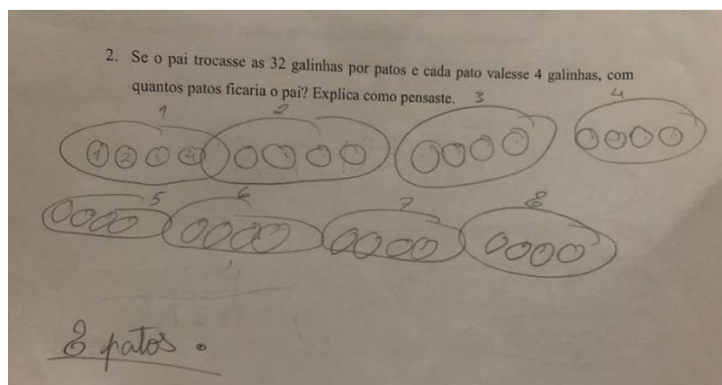 2. Se o pai trocasse as 32 galinhas por patos e cada pato valesse 4 galinhas, com
quantos patos ficaria o pai? Explica como pensaste.
1 2 3 4
1 2 3 4
5 6 7 8
8 patos.